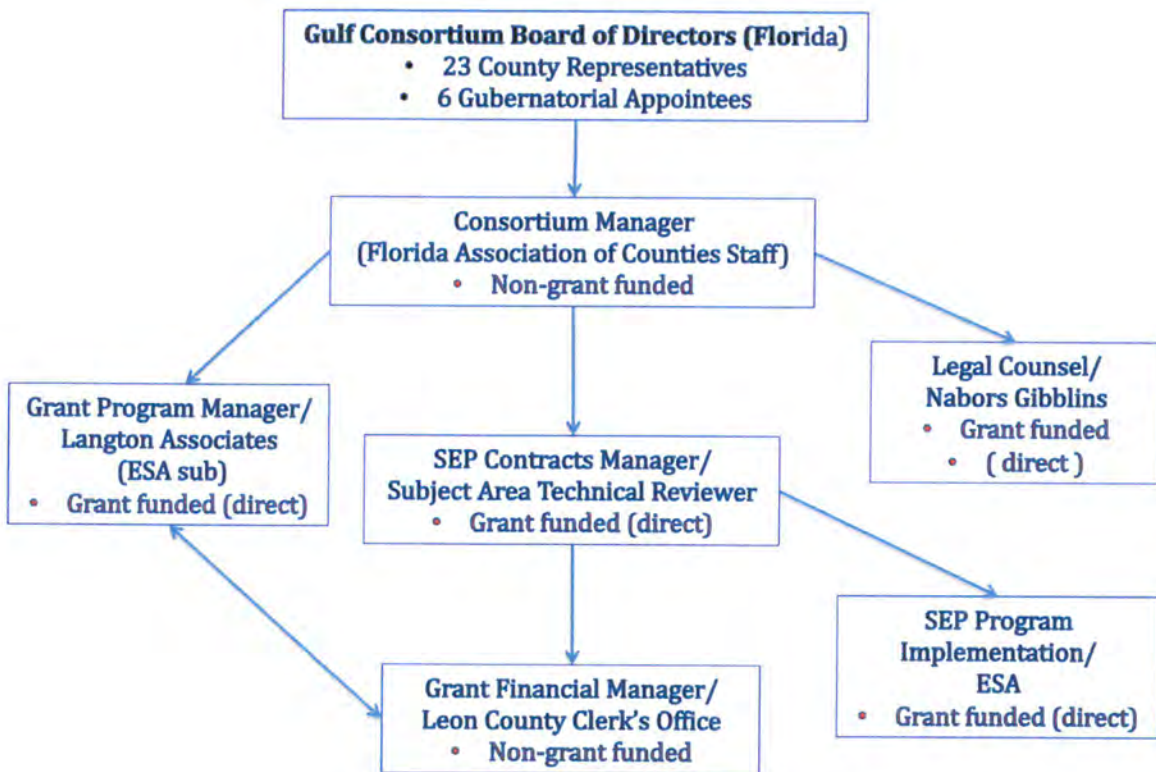 Gulf Consortium Board of Directors (Florida)
• 23 County Representatives
• 6 Gubernatorial Appointees
Consortium Manager
(Florida Association of Counties Staff)
• Non-grant funded
Legal Counsel/
Nabors Gibblins
• Grant funded
• ( direct )
Grant Program Manager/
Langton Associates
(ESA sub)
• Grant funded (direct)
SEP Contracts Manager/
Subject Area Technical Reviewer
• Grant funded (direct)
SEP Program
Implementation/
ESA
• Grant funded (direct)
Grant Financial Manager/
Leon County Clerk's Office
• Non-grant funded